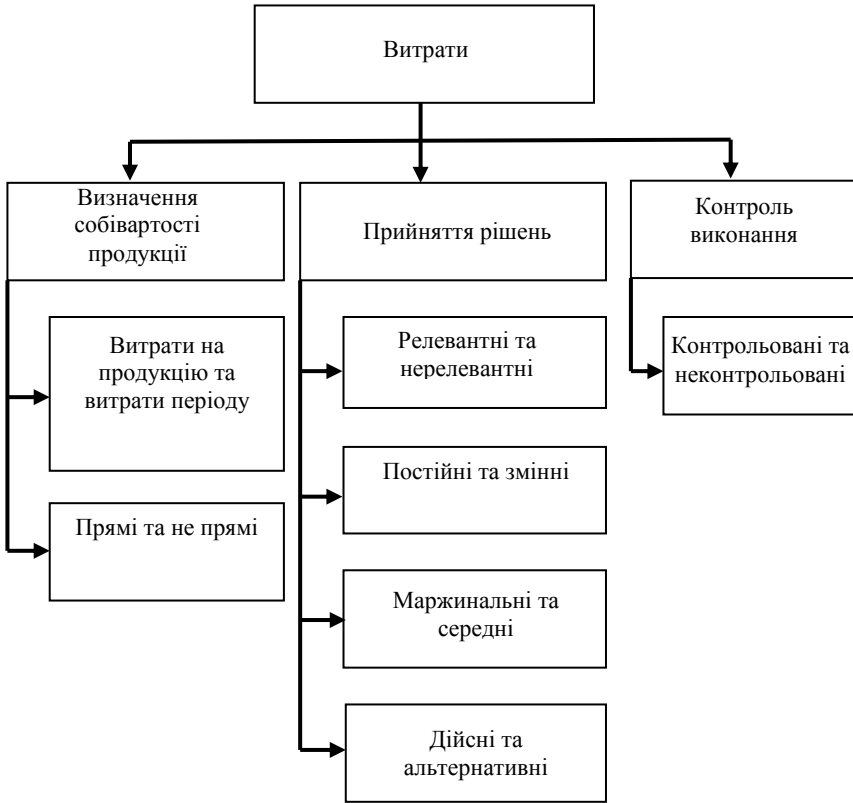 Витрати
Визначення
собівартості
продукції
Прийняття рішень
Контроль
виконання
Витрати на
продукцію та
витрати періоду
Прямі та не прямі
Релевантні та
нерелевантні
Постійні та змінні
Маржинальні та
середні
Дійсні та
альтернативні
Контрольовані та
неконтрольовані